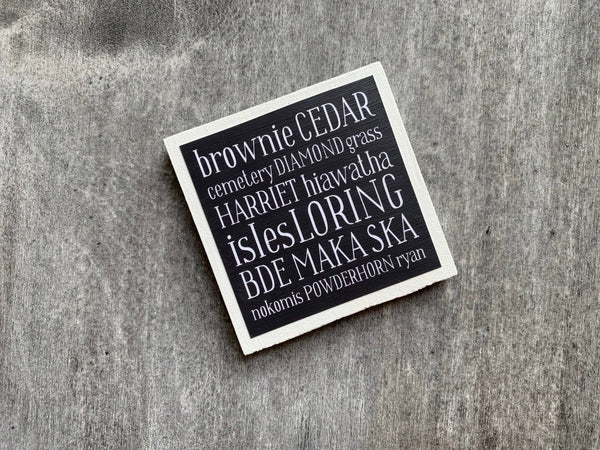 brownie CEDAR
cemetery DIAMOND grass
HARRIET hiawatha
islesLORING
BDE MAKA SKA
nokomis POWDERHORN ryan